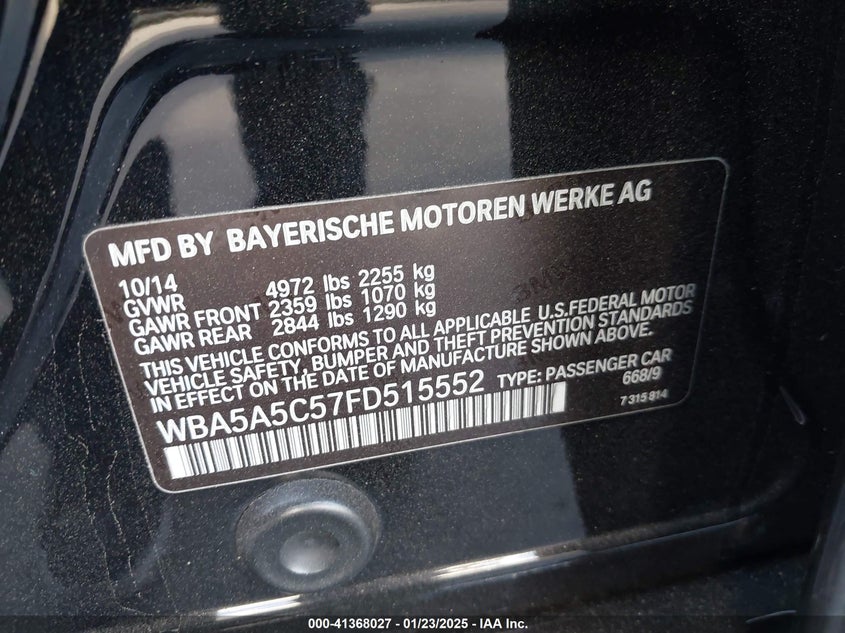 MFD BY BAYERISCHE MOTOREN WERKE AG
10/14
GVWR 4972 lbs 2255 kg
GAWR FRONT 2359 lbs 1070 kg
GAWR REAR 2844 lbs 1290 kg
THIS VEHICLE CONFORMS TO ALL APPLICABLE U.S.FEDERAL MOTOR
VEHICLE SAFETY, BUMPER AND THEFT PREVENTION STANDARDS
IN EFFECT ON THE DATE OF MANUFACTURE SHOWN ABOVE.
WBA5A5C57FD515552 TYPE: PASSENGER CAR
668/9
7 315 814
000-41368027 - 01/23/2025 - IAA Inc.